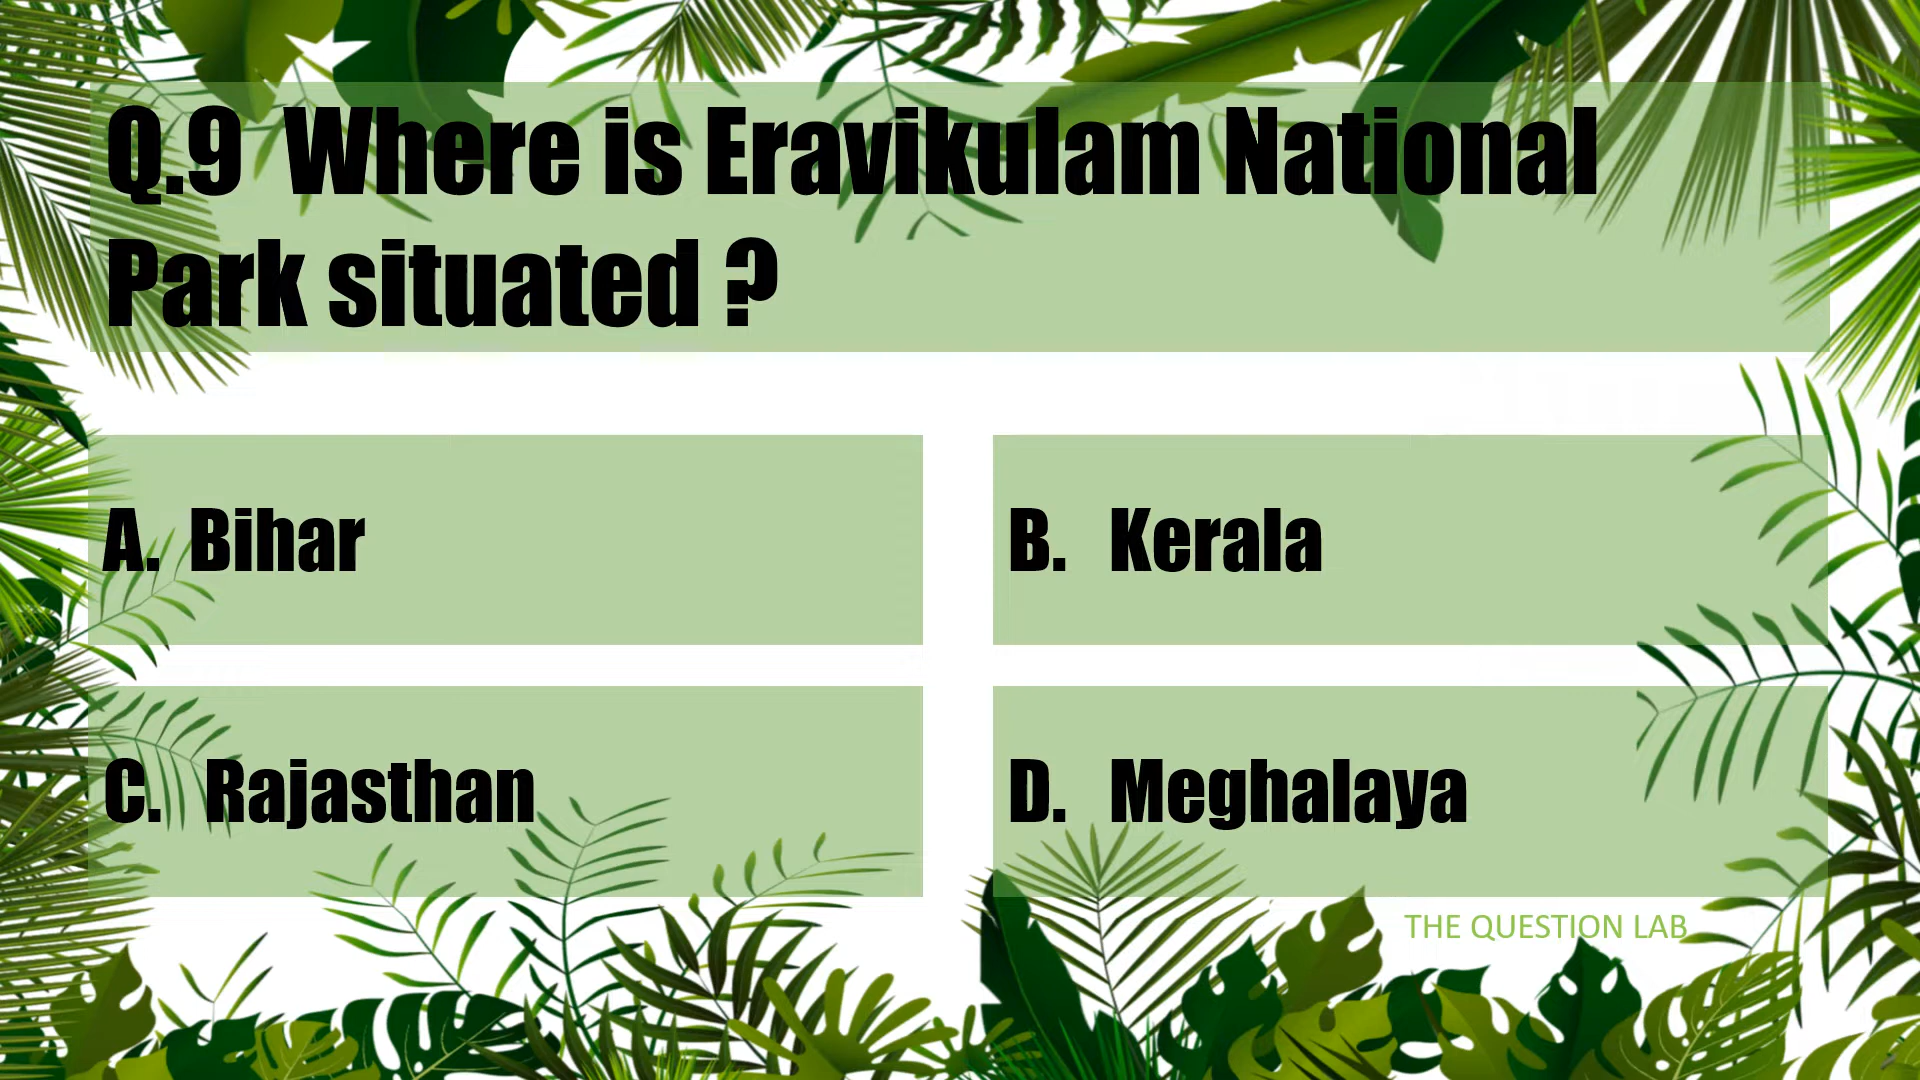 Q.9 Where is Eravikulam National
Park situated ?
A. Bihar
B. Kerala
C. Rajasthan
D. Meghalaya
THE QUESTION LAB